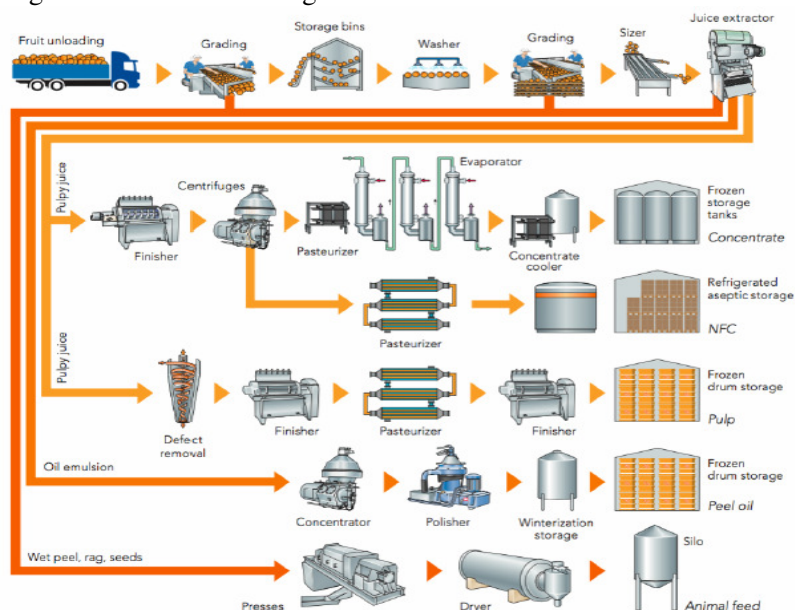 Fruit unloading
Grading
Storage bins
Washer
Grading
Sizer
Juice extractor
Pulpy juice
Finisher
Centrifuges
Pasteurizer
Evaporator
Concentrate
cooler
Frozen
storage
tanks
Concentrate
Pasteurizer
Refrigerated
aseptic storage
NFC
Pulpy juice
Defect
removal
Finisher
Pasteurizer
Finisher
Frozen
drum storage
Pulp
Oil emulsion
Concentrator
Polisher
Winterization
storage
Frozen
drum storage
Peel oil
Wet peel, rag, seeds
Presses
Dryer
Silo
Animal feed